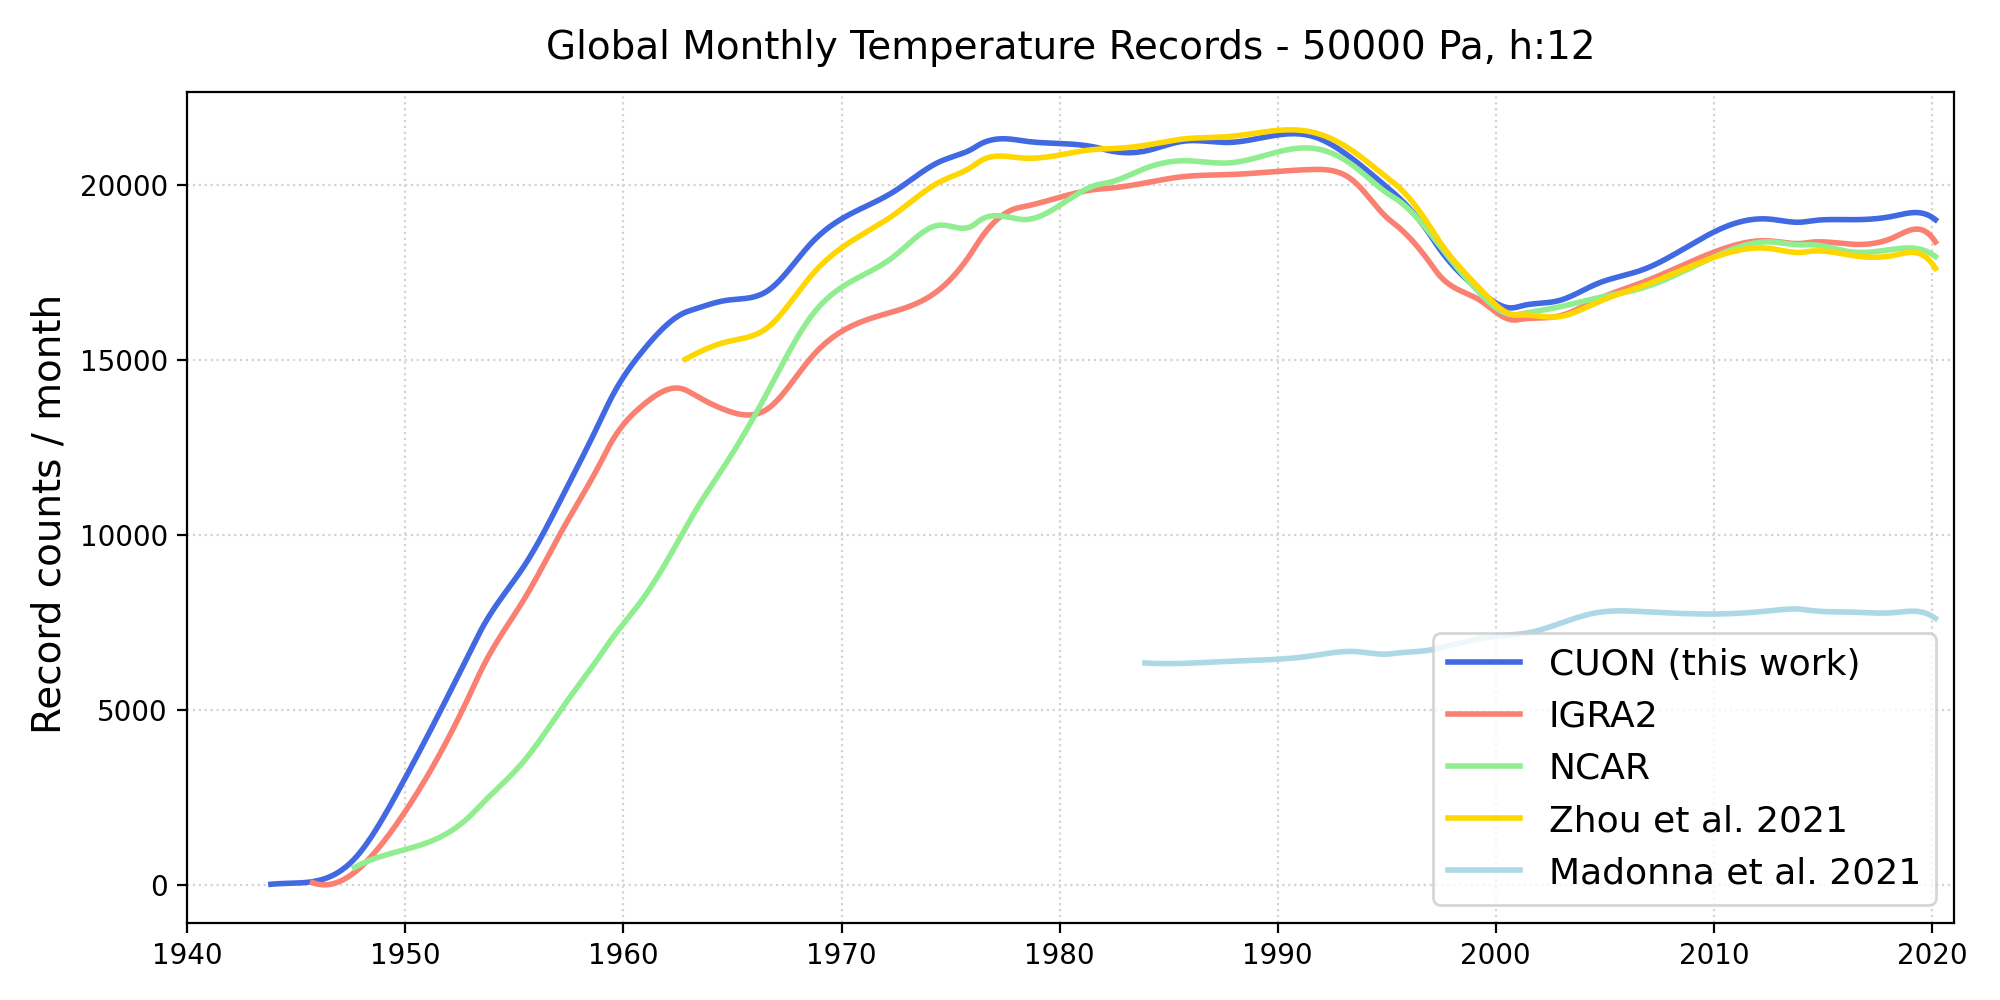 Global Monthly Temperature Records - 50000 Pa, h:12
Record counts / month
20000
15000
10000
5000
0
1940 1950 1960 1970 1980 1990 2000 2010 2020
CUON (this work)
IGRA2
NCAR
Zhou et al. 2021
Madonna et al. 2021